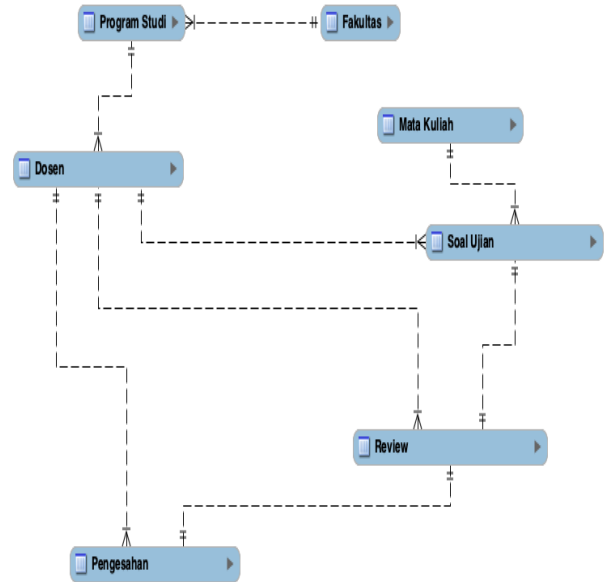 Program Studi
Fakultas
Mata Kuliah
Dosen
Soal Ujian
Review
Pengesahan